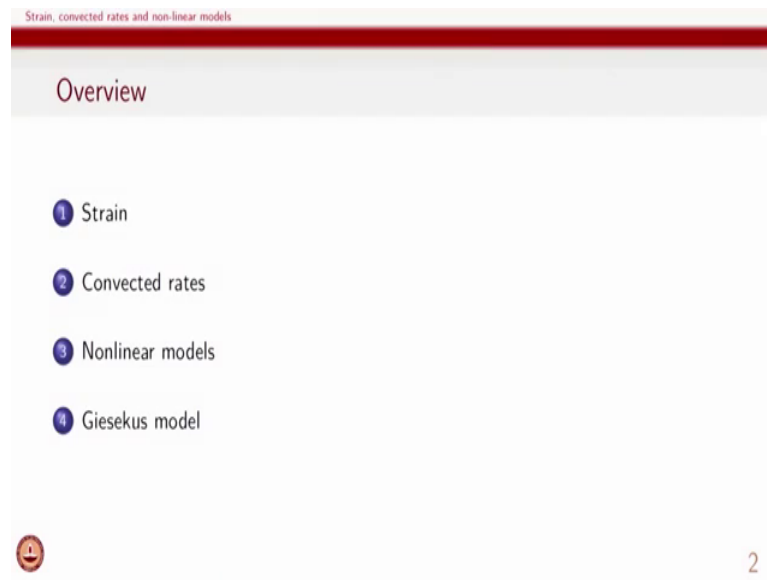 Strain, convected rates and non-linear models
Overview
1 Strain
2 Convected rates
3 Nonlinear models
4 Giesekus model
2